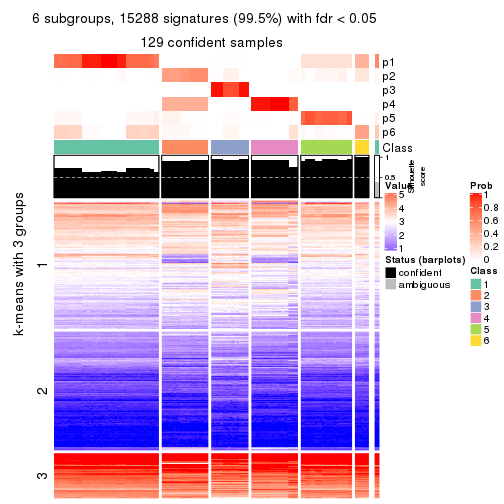 6 subgroups, 15288 signatures (99.5%) with fdr < 0.05
129 confident samples
p1
p2
p3
p4
p5
p6
Class
1
0.5
0
Silhouette
score
k-means with 3 groups
1
2
3
Value
5
4
3
2
1
Status (barplots)
confident
ambiguous
Prob
1
0.8
0.6
0.4
0.2
0
Class
1
2
3
4
5
6